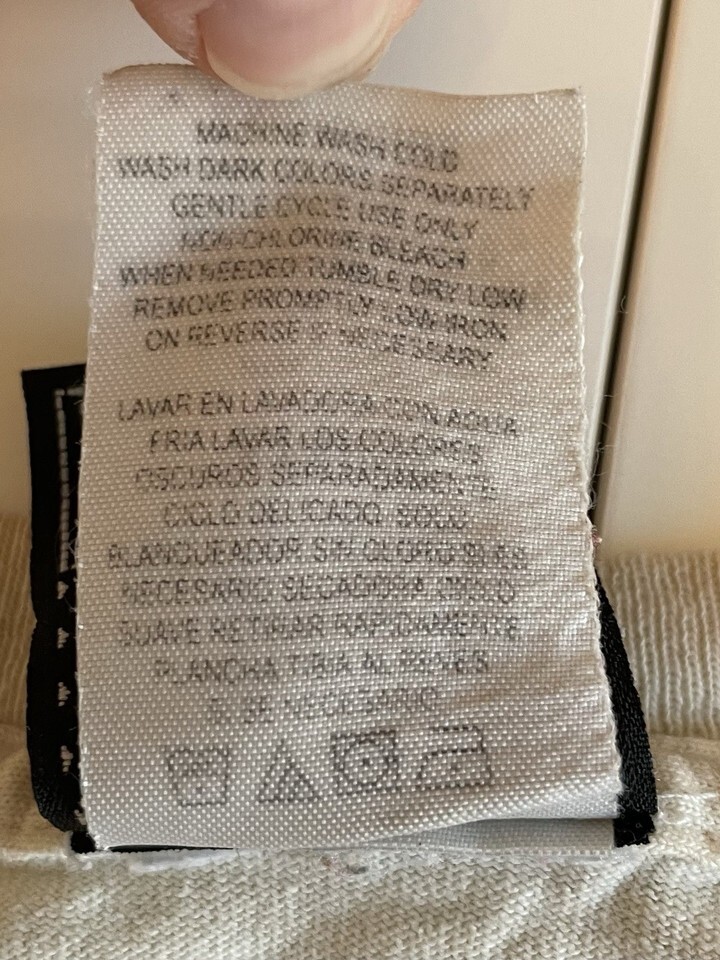 MACHINE WASH COLD
WASH DARK COLORS SEPARATELY
GENTLE CYCLE USE ONLY
NON-CHLORINE BLEACH
WHEN NEEDED TUMBLE DRY LOW
REMOVE PROMPTLY LOW IRON
ON REVERSE IF NECESSARY
LAVAR EN LAVADORA CON AGUA
FRIA LAVAR LOS COLORES
OSCUROS SEPARADAMENTE
CICLO DELICADO SOLO
BLANQUEADOR SIN CLORO SI ES
NECESARIO SECADORA CICLO
SUAVE RETIRAR RAPIDAMENTE
PLANCHA TIBIA AL REVES
SE NECESARIO